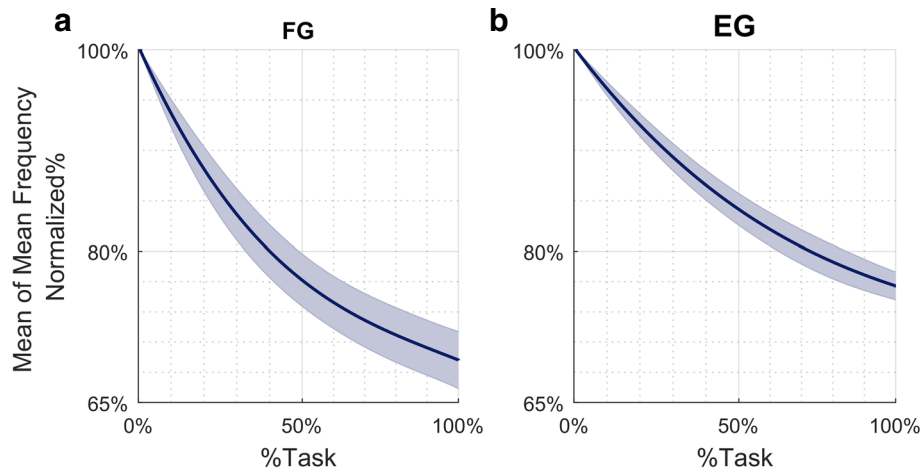 a
FG
b
EG
100%
80%
65%
Mean of Mean Frequency
Normalized%
0%
50%
100%
%Task
100%
80%
65%
0%
50%
100%
%Task